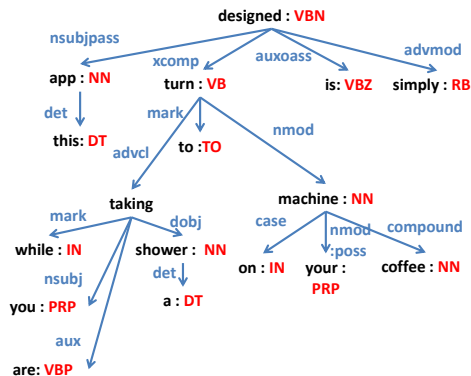 designed : VBN
nsubjpass xcomp auxoass advmod
app : NN turn : VB is: VBZ simply : RB
det mark nmod
this: DT advcl to :TO
taking machine : NN
mark dobj case nmod :poss compound
while : IN shower : NN on : IN your : PRP coffee : NN
nsubj det
you : PRP a : DT
aux
are: VBP